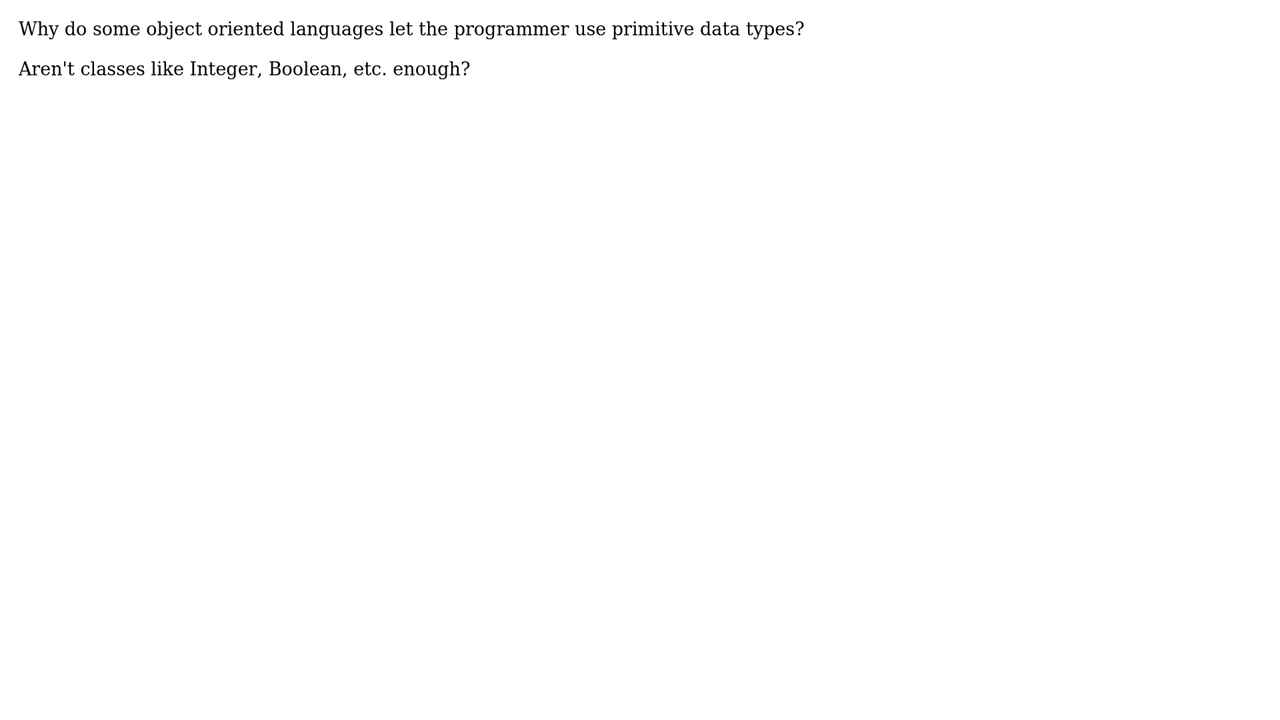 Why do some object oriented languages let the programmer use primitive data types?
Aren't classes like Integer, Boolean, etc. enough?